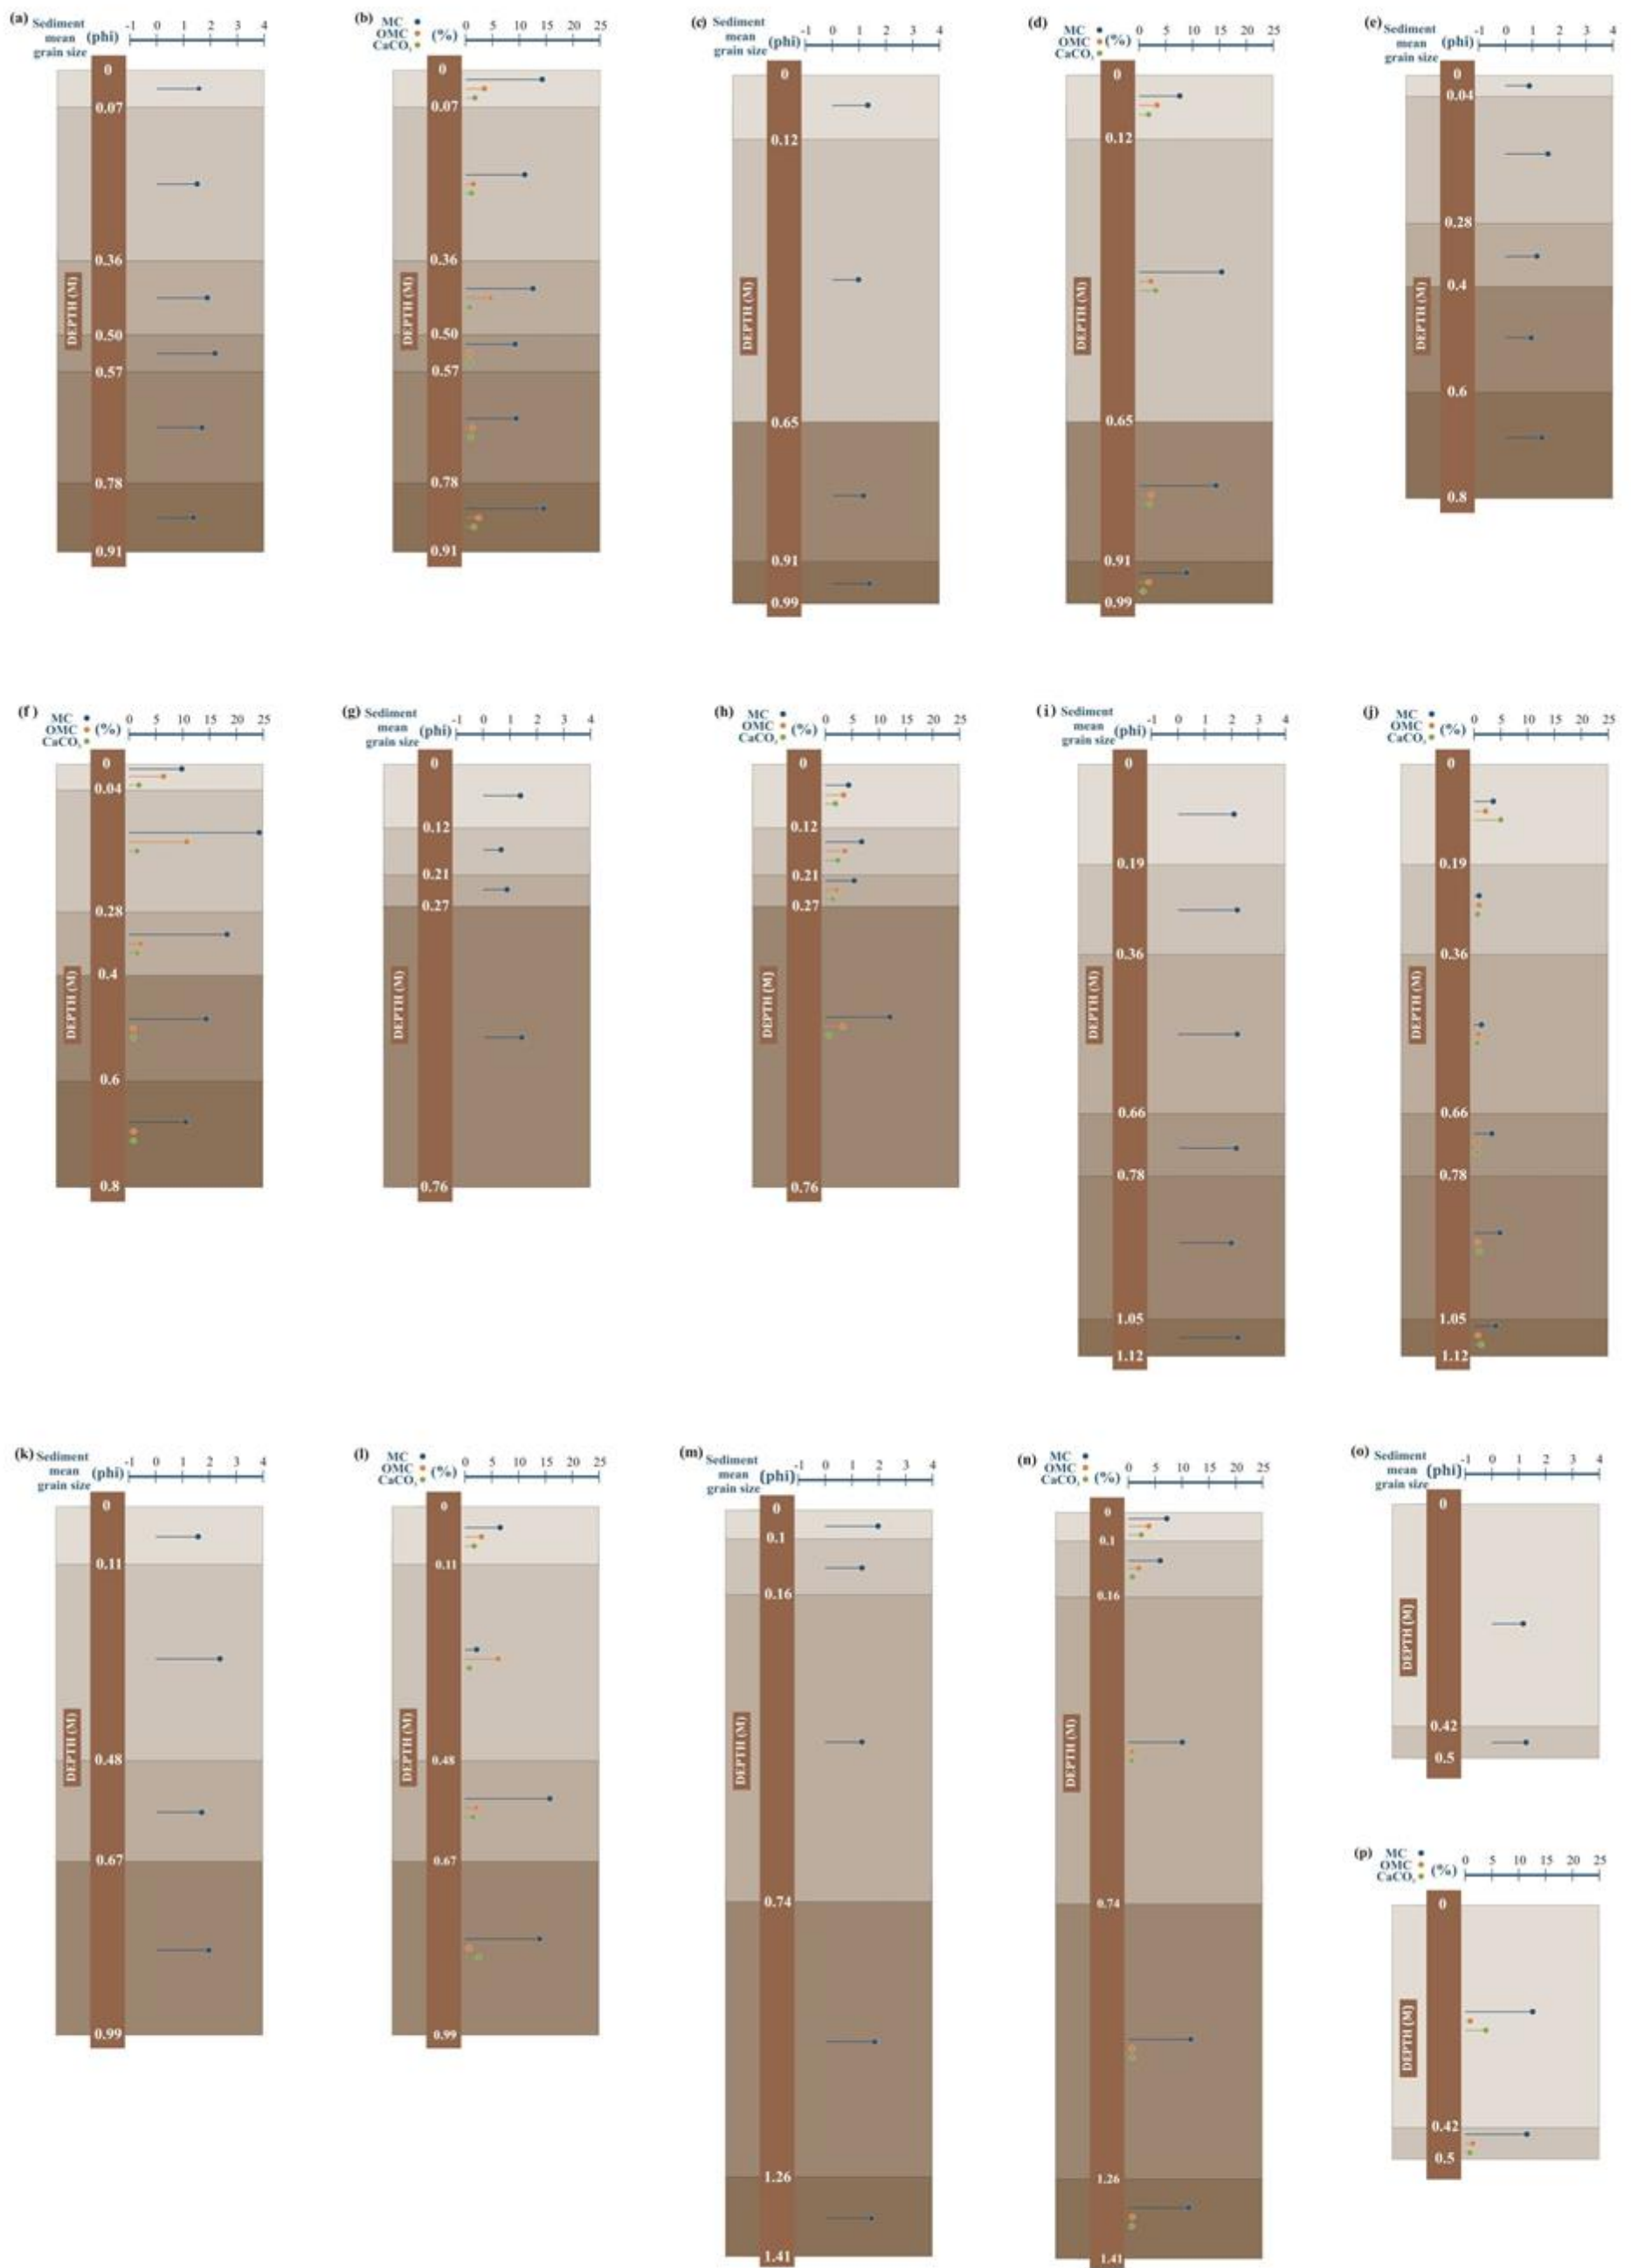 (a) Sediment
mean
grain size
(phi)
-1 0 1 2 3 4
0
0.07
0.36
DEPTH (M)
0.50
0.57
0.78
0.91
(b) MC
OMC
CaCO₃
(%)
0 5 10 15 20 25
0
0.07
0.36
DEPTH (M)
0.50
0.57
0.78
0.91
(c) Sediment
mean
grain size
(phi)
-1 0 1 2 3 4
0
0.12
DEPTH (M)
0.65
0.91
0.99
(d) MC
OMC
CaCO₃
(%)
0 5 10 15 20 25
0
0.12
DEPTH (M)
0.65
0.91
0.99
(e) Sediment
mean
grain size
(phi)
-1 0 1 2 3 4
0
0.04
0.28
0.4
DEPTH (M)
0.6
0.8
(f) MC
OMC
CaCO₃
(%)
0 5 10 15 20 25
0
0.04
0.28
0.4
DEPTH (M)
0.6
0.8
(g) Sediment
mean
grain size
(phi)
-1 0 1 2 3 4
0
0.12
0.21
0.27
DEPTH (M)
0.76
(h) MC
OMC
CaCO₃
(%)
0 5 10 15 20 25
0
0.12
0.21
0.27
DEPTH (M)
0.76
(i) Sediment
mean
grain size
(phi)
-1 0 1 2 3 4
0
0.19
0.36
DEPTH (M)
0.66
0.78
1.05
1.12
(j) MC
OMC
CaCO₃
(%)
0 5 10 15 20 25
0
0.19
0.36
DEPTH (M)
0.66
0.78
1.05
1.12
(k) Sediment
mean
grain size
(phi)
-1 0 1 2 3 4
0
0.11
DEPTH (M)
0.48
0.67
0.99
(l) MC
OMC
CaCO₃
(%)
0 5 10 15 20 25
0
0.11
DEPTH (M)
0.48
0.67
0.99
(m) Sediment
mean
grain size
(phi)
-1 0 1 2 3 4
0
0.1
0.16
DEPTH (M)
0.74
1.26
1.41
(n) MC
OMC
CaCO₃
(%)
0 5 10 15 20 25
0
0.1
0.16
DEPTH (M)
0.74
1.26
1.41
(o) Sediment
mean
grain size
(phi)
-1 0 1 2 3 4
0
DEPTH (M)
0.42
0.5
(p) MC
OMC
CaCO₃
(%)
0 5 10 15 20 25
0
DEPTH (M)
0.42
0.5